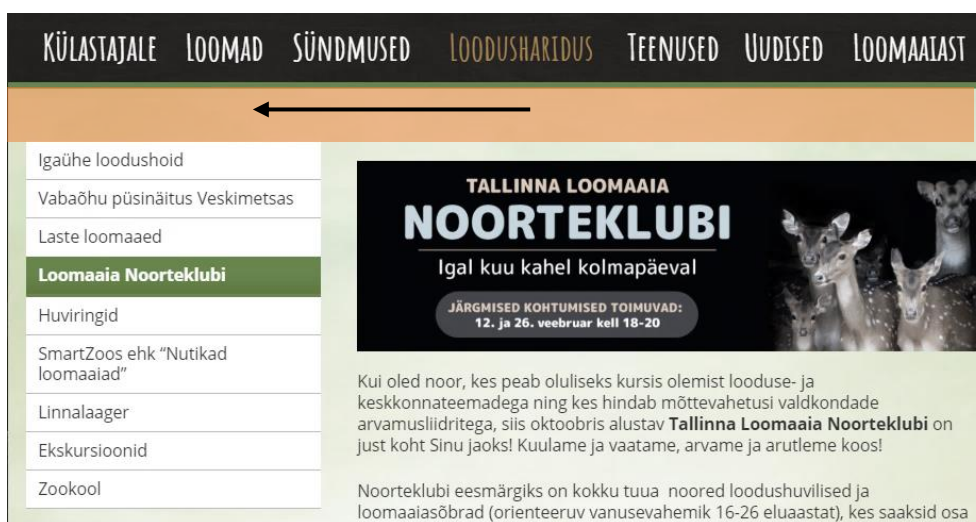 KÜLASTAJALE LOOMAD SÜNDMUSED LOODUSHARIDUS TEENUSED UUDISED LOOMAAIAST
Igaühe loodushoid
Vabaõhu püsinäitus Veskimetsas
Laste loomaaed
Loomaaia Noorteklubi
Huviringid
SmartZoos ehk “Nutikad
loomaaiad”
Linnalaager
Ekskursioonid
Zookool
TALLINNA LOOMAAIA
NOORTEKLUBI
Igal kuu kahel kolmapäeval
JÄRGMISED KOHTUMISED TOIMUVAD:
12. ja 26. veebruar kell 18-20
Kui oled noor, kes peab oluliseks kursis olemist looduse- ja
keskkonnateemadega ning kes hindab mõttevahetusi valdkondade
arvamusliidritega, siis oktoobris alustav Tallinna Loomaaia Noorteklubi on
just koht Sinu jaoks! Kuulame ja vaatame, arvame ja arutleme koos!
Noorteklubi eesmärgiks on kokku tuua noored loodushuvilised ja
loomaaiasõbrad (orienteeruv vanusevahemik 16-26 eluaastat), kes saaksid osa